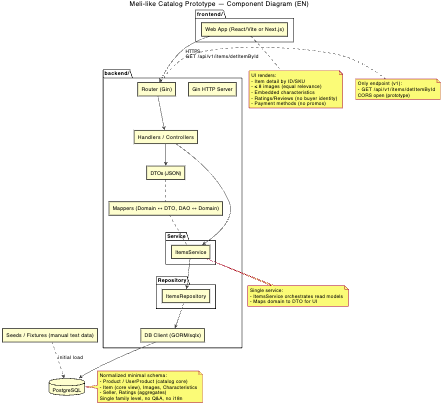 Meli-like Catalog Prototype — Component Diagram (EN)
frontend/
Web App (React/Vite or Next.js)
HTTPS
GET /api/v1/items/detItemById
UI renders:
- Item detail by ID/SKU
- ≤ 8 images (equal relevance)
- Embedded characteristics
- Ratings/Reviews (no buyer identity)
- Payment methods (no promos)
Only endpoint (v1):
- GET /api/v1/items/detItemById
CORS open (prototype)
backend/
Router (Gin)
Gin HTTP Server
Handlers / Controllers
DTOs (JSON)
Mappers (Domain ↔ DTO, DAO ↔ Domain)
Service
ItemsService
Repository
ItemsRepository
Single service:
- ItemsService orchestrates read models
- Maps domain to DTO for UI
DB Client (GORM/sqlc)
Seeds / Fixtures (manual test data)
initial load
PostgreSQL
Normalized minimal schema:
- Product / UserProduct (catalog core)
- Item (core view), Images, Characteristics
- Seller, Ratings (aggregates)
Single family level, no Q&A, no i18n